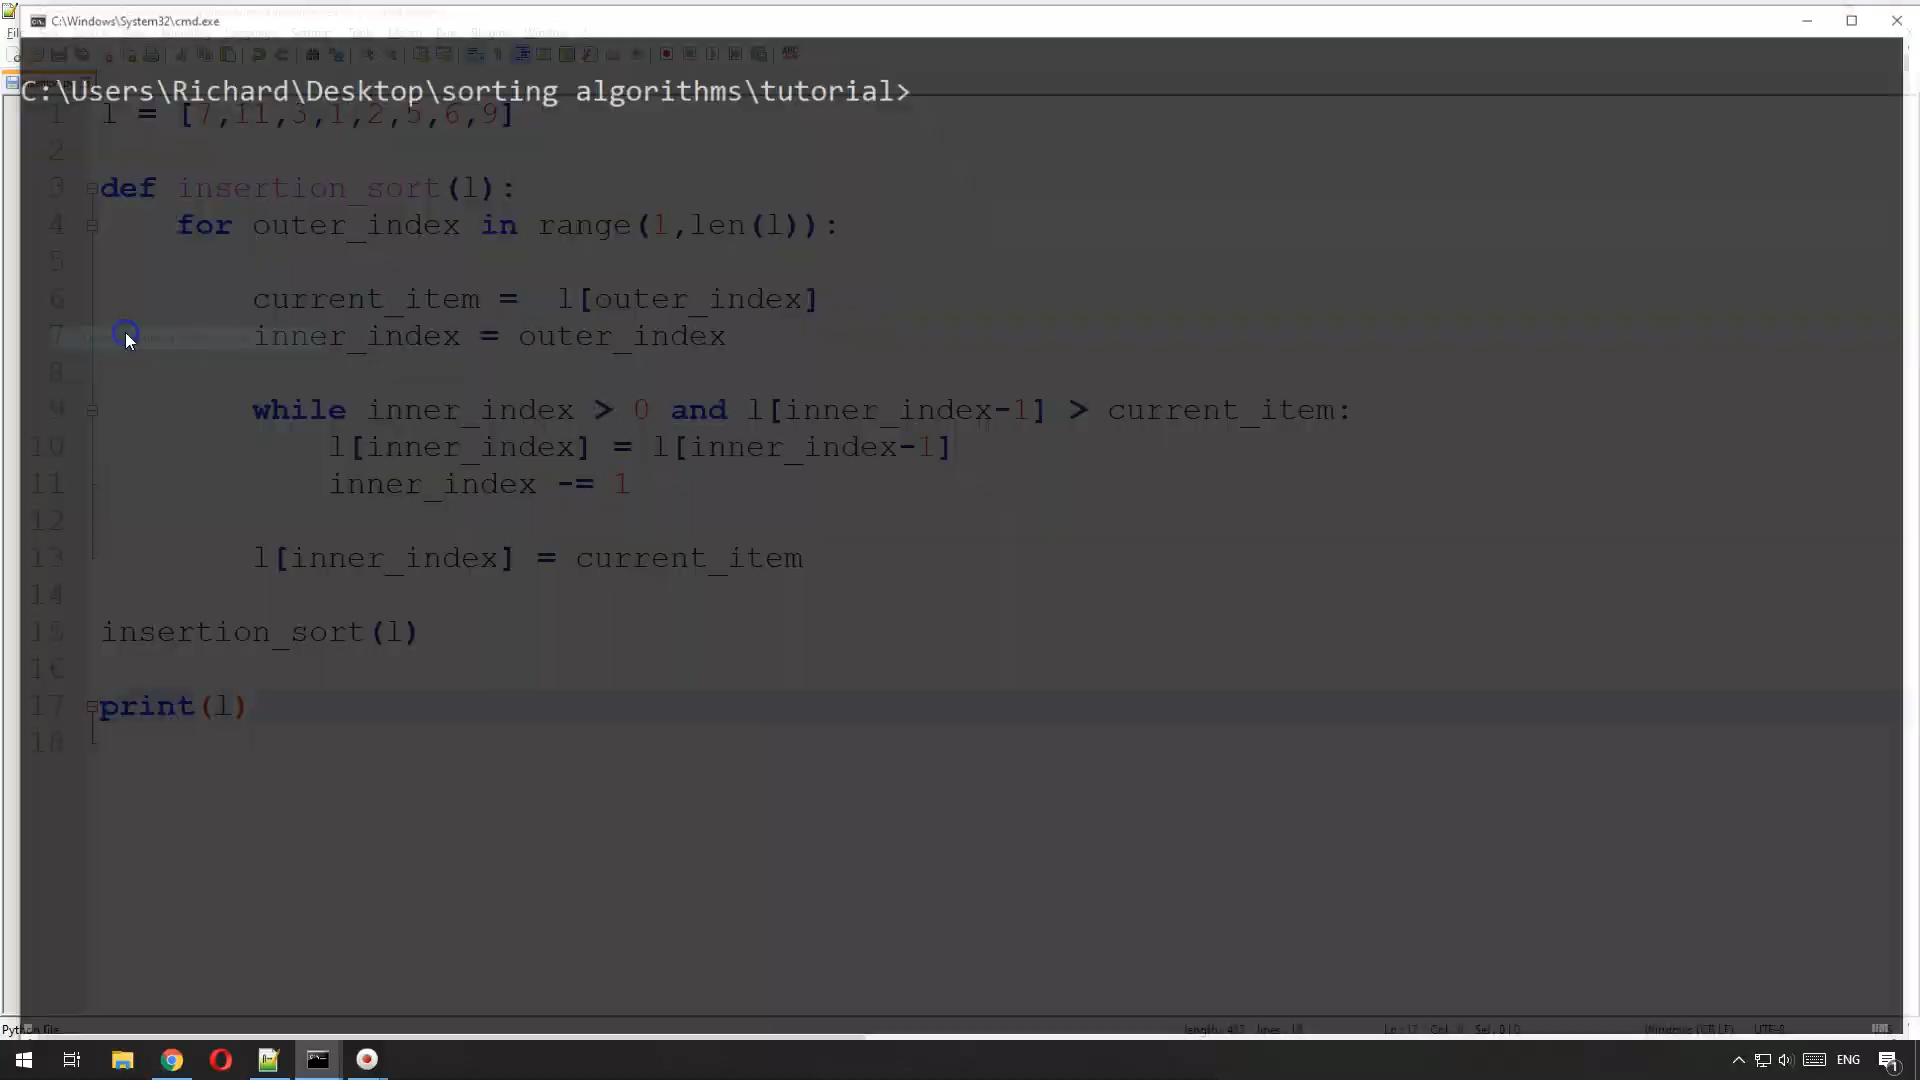 C:\Windows\System32\cmd.exe
C:\Users\Richard\Desktop\sorting algorithms\tutorial>
1 l = [7,11,3,1,2,5,6,9]
2
3 def insertion_sort(l):
4 for outer_index in range(1,len(l)):
5
6 current_item =  l[outer_index]
7 inner_index = outer_index
8
9 while inner_index > 0 and l[inner_index-1] > current_item:
10 l[inner_index] = l[inner_index-1]
11 inner_index -= 1
12
13 l[inner_index] = current_item
14
15 insertion_sort(l)
16
17 print(l)
18
ENG